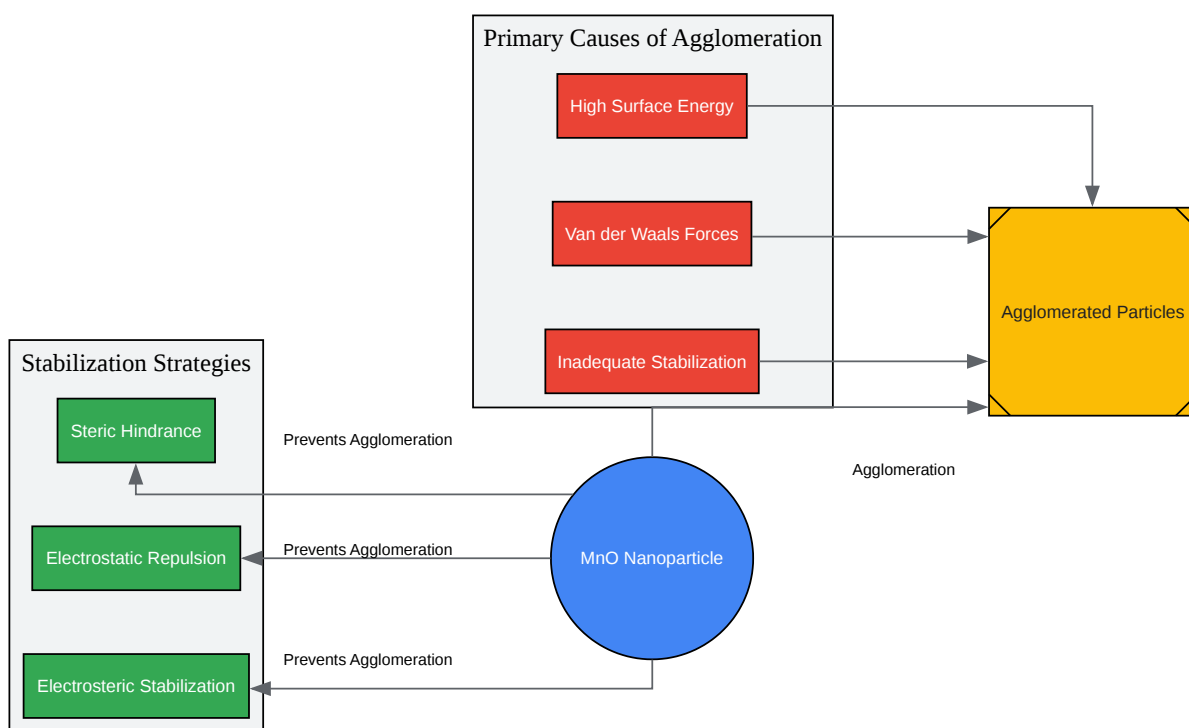 Primary Causes of Agglomeration
High Surface Energy
Van der Waals Forces
Agglomerated Particles
Inadequate Stabilization
Stabilization Strategies
Steric Hindrance
Prevents Agglomeration
Agglomeration
Electrostatic Repulsion
Prevents Agglomeration
MnO Nanoparticle
Prevents Agglomeration
Electrosteric Stabilization